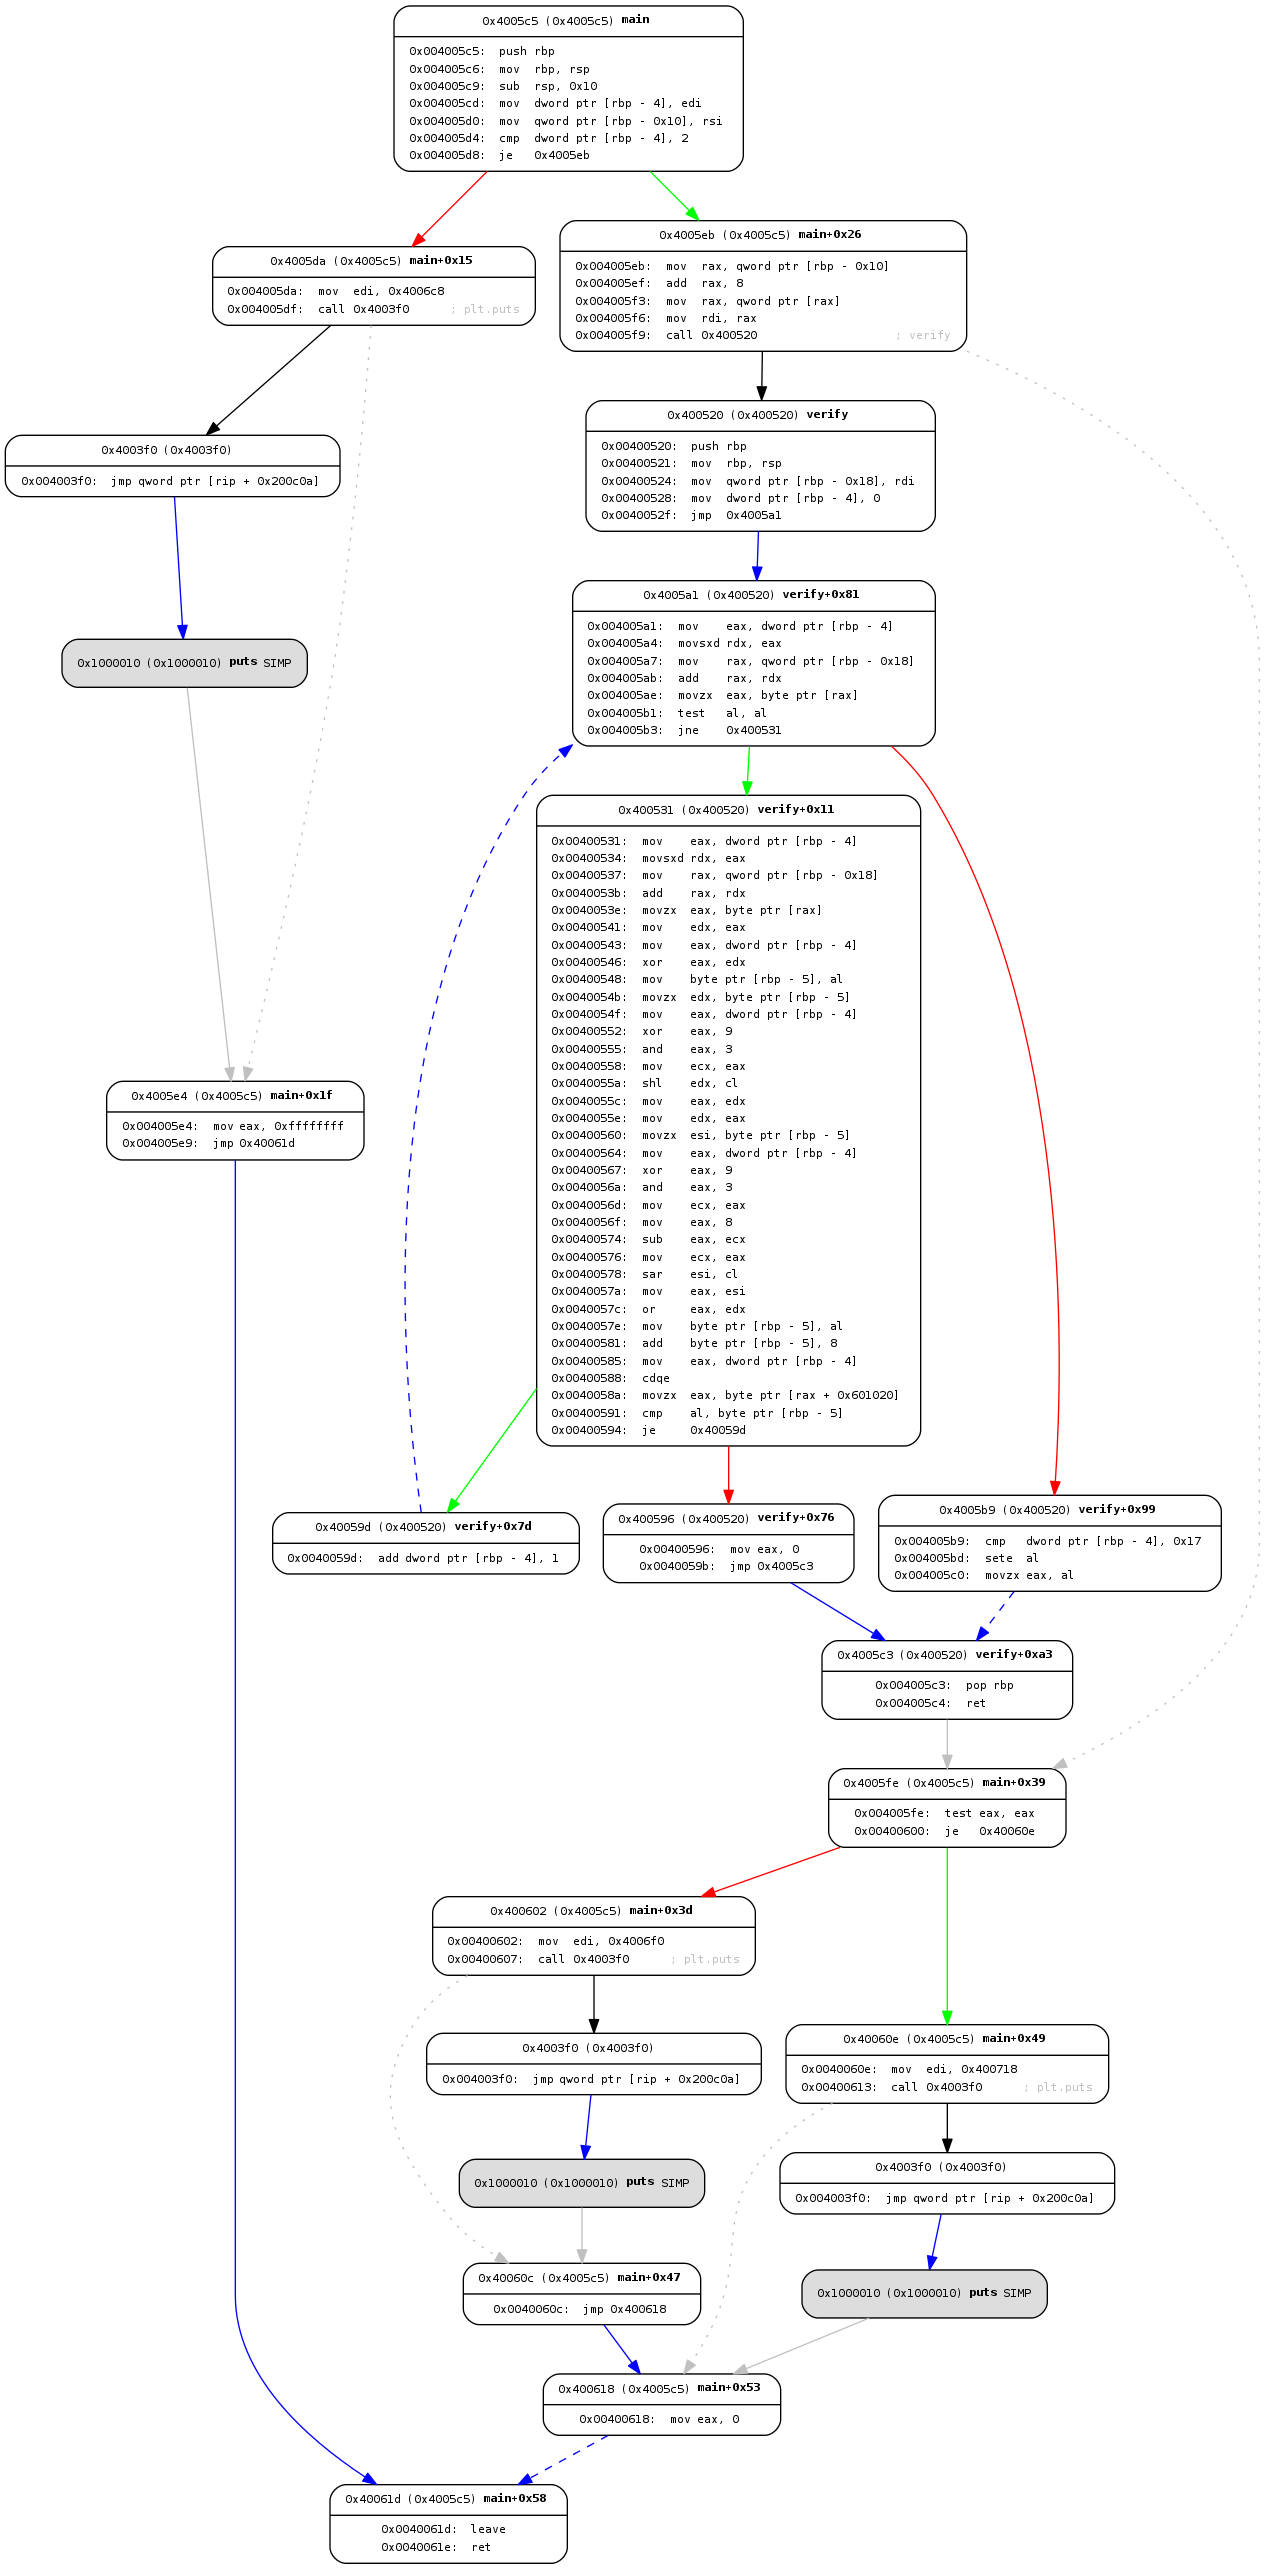 0x4005c5 (0x4005c5) main
0x004005c5: push rbp
0x004005c6: mov rbp, rsp
0x004005c9: sub rsp, 0x10
0x004005cd: mov dword ptr [rbp - 4], edi
0x004005d0: mov qword ptr [rbp - 0x10], rsi
0x004005d4: cmp dword ptr [rbp - 4], 2
0x004005d8: je 0x4005eb
0x4005da (0x4005c5) main+0x15
0x004005da: mov edi, 0x4006c8
0x004005df: call 0x4003f0 ; plt.puts
0x4005eb (0x4005c5) main+0x26
0x004005eb: mov rax, qword ptr [rbp - 0x10]
0x004005ef: add rax, 8
0x004005f3: mov rax, qword ptr [rax]
0x004005f6: mov rdi, rax
0x004005f9: call 0x400520 ; verify
0x4003f0 (0x4003f0)
0x004003f0: jmp qword ptr [rip + 0x200c0a]
0x400520 (0x400520) verify
0x00400520: push rbp
0x00400521: mov rbp, rsp
0x00400524: mov qword ptr [rbp - 0x18], rdi
0x00400528: mov dword ptr [rbp - 4], 0
0x0040052f: jmp 0x4005a1
0x1000010 (0x1000010) puts SIMP
0x4005a1 (0x400520) verify+0x81
0x004005a1: mov eax, dword ptr [rbp - 4]
0x004005a4: movsxd rdx, eax
0x004005a7: mov rax, qword ptr [rbp - 0x18]
0x004005ab: add rax, rdx
0x004005ae: movzx eax, byte ptr [rax]
0x004005b1: test al, al
0x004005b3: jne 0x400531
0x400531 (0x400520) verify+0x11
0x00400531: mov eax, dword ptr [rbp - 4]
0x00400534: movsxd rdx, eax
0x00400537: mov rax, qword ptr [rbp - 0x18]
0x0040053b: add rax, rdx
0x0040053e: movzx eax, byte ptr [rax]
0x00400541: mov edx, eax
0x00400543: mov eax, dword ptr [rbp - 4]
0x00400546: xor eax, edx
0x00400548: mov byte ptr [rbp - 5], al
0x0040054b: movzx edx, byte ptr [rbp - 5]
0x0040054f: mov eax, dword ptr [rbp - 4]
0x00400552: xor eax, 9
0x00400555: and eax, 3
0x00400558: mov ecx, eax
0x0040055a: shl edx, cl
0x0040055c: mov eax, edx
0x0040055e: mov edx, eax
0x00400560: movzx esi, byte ptr [rbp - 5]
0x00400564: mov eax, dword ptr [rbp - 4]
0x00400567: xor eax, 9
0x0040056a: and eax, 3
0x0040056d: mov ecx, eax
0x0040056f: mov eax, 8
0x00400574: sub eax, ecx
0x00400576: mov ecx, eax
0x00400578: sar esi, cl
0x0040057a: mov eax, esi
0x0040057c: or eax, edx
0x0040057e: mov byte ptr [rbp - 5], al
0x00400581: add byte ptr [rbp - 5], 8
0x00400585: mov eax, dword ptr [rbp - 4]
0x00400588: cdqe
0x0040058a: movzx eax, byte ptr [rax + 0x601020]
0x00400591: cmp al, byte ptr [rbp - 5]
0x00400594: je 0x40059d
0x4005e4 (0x4005c5) main+0x1f
0x004005e4: mov eax, 0xffffffff
0x004005e9: jmp 0x40061d
0x40059d (0x400520) verify+0x7d
0x0040059d: add dword ptr [rbp - 4], 1
0x400596 (0x400520) verify+0x76
0x00400596: mov eax, 0
0x0040059b: jmp 0x4005c3
0x4005b9 (0x400520) verify+0x99
0x004005b9: cmp dword ptr [rbp - 4], 0x17
0x004005bd: sete al
0x004005c0: movzx eax, al
0x4005c3 (0x400520) verify+0xa3
0x004005c3: pop rbp
0x004005c4: ret
0x4005fe (0x4005c5) main+0x39
0x004005fe: test eax, eax
0x00400600: je 0x40060e
0x400602 (0x4005c5) main+0x3d
0x00400602: mov edi, 0x4006f0
0x00400607: call 0x4003f0 ; plt.puts
0x4003f0 (0x4003f0)
0x004003f0: jmp qword ptr [rip + 0x200c0a]
0x40060e (0x4005c5) main+0x49
0x0040060e: mov edi, 0x400718
0x00400613: call 0x4003f0 ; plt.puts
0x1000010 (0x1000010) puts SIMP
0x4003f0 (0x4003f0)
0x004003f0: jmp qword ptr [rip + 0x200c0a]
0x40060c (0x4005c5) main+0x47
0x0040060c: jmp 0x400618
0x1000010 (0x1000010) puts SIMP
0x400618 (0x4005c5) main+0x53
0x00400618: mov eax, 0
0x40061d (0x4005c5) main+0x58
0x0040061d: leave
0x0040061e: ret